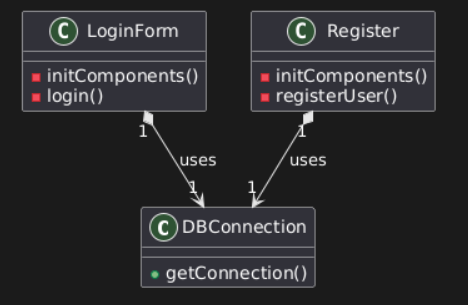 C LoginForm
initComponents()
login()
C Register
initComponents()
registerUser()
1
1
uses
uses
1
1
C DBConnection
getConnection()